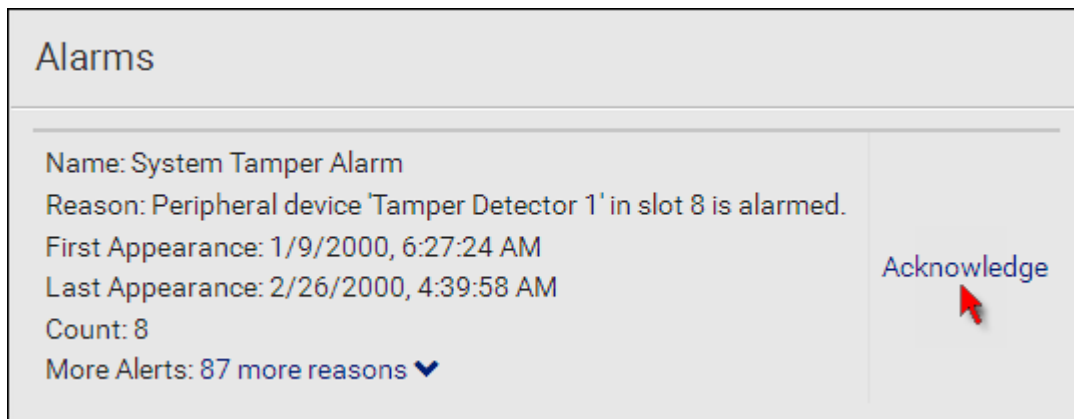 Alarms
Name: System Tamper Alarm
Reason: Peripheral device 'Tamper Detector 1' in slot 8 is alarmed.
First Appearance: 1/9/2000, 6:27:24 AM
Last Appearance: 2/26/2000, 4:39:58 AM
Count: 8
More Alerts: 87 more reasons
Acknowledge